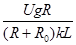 UgR
(R + R₀)kL